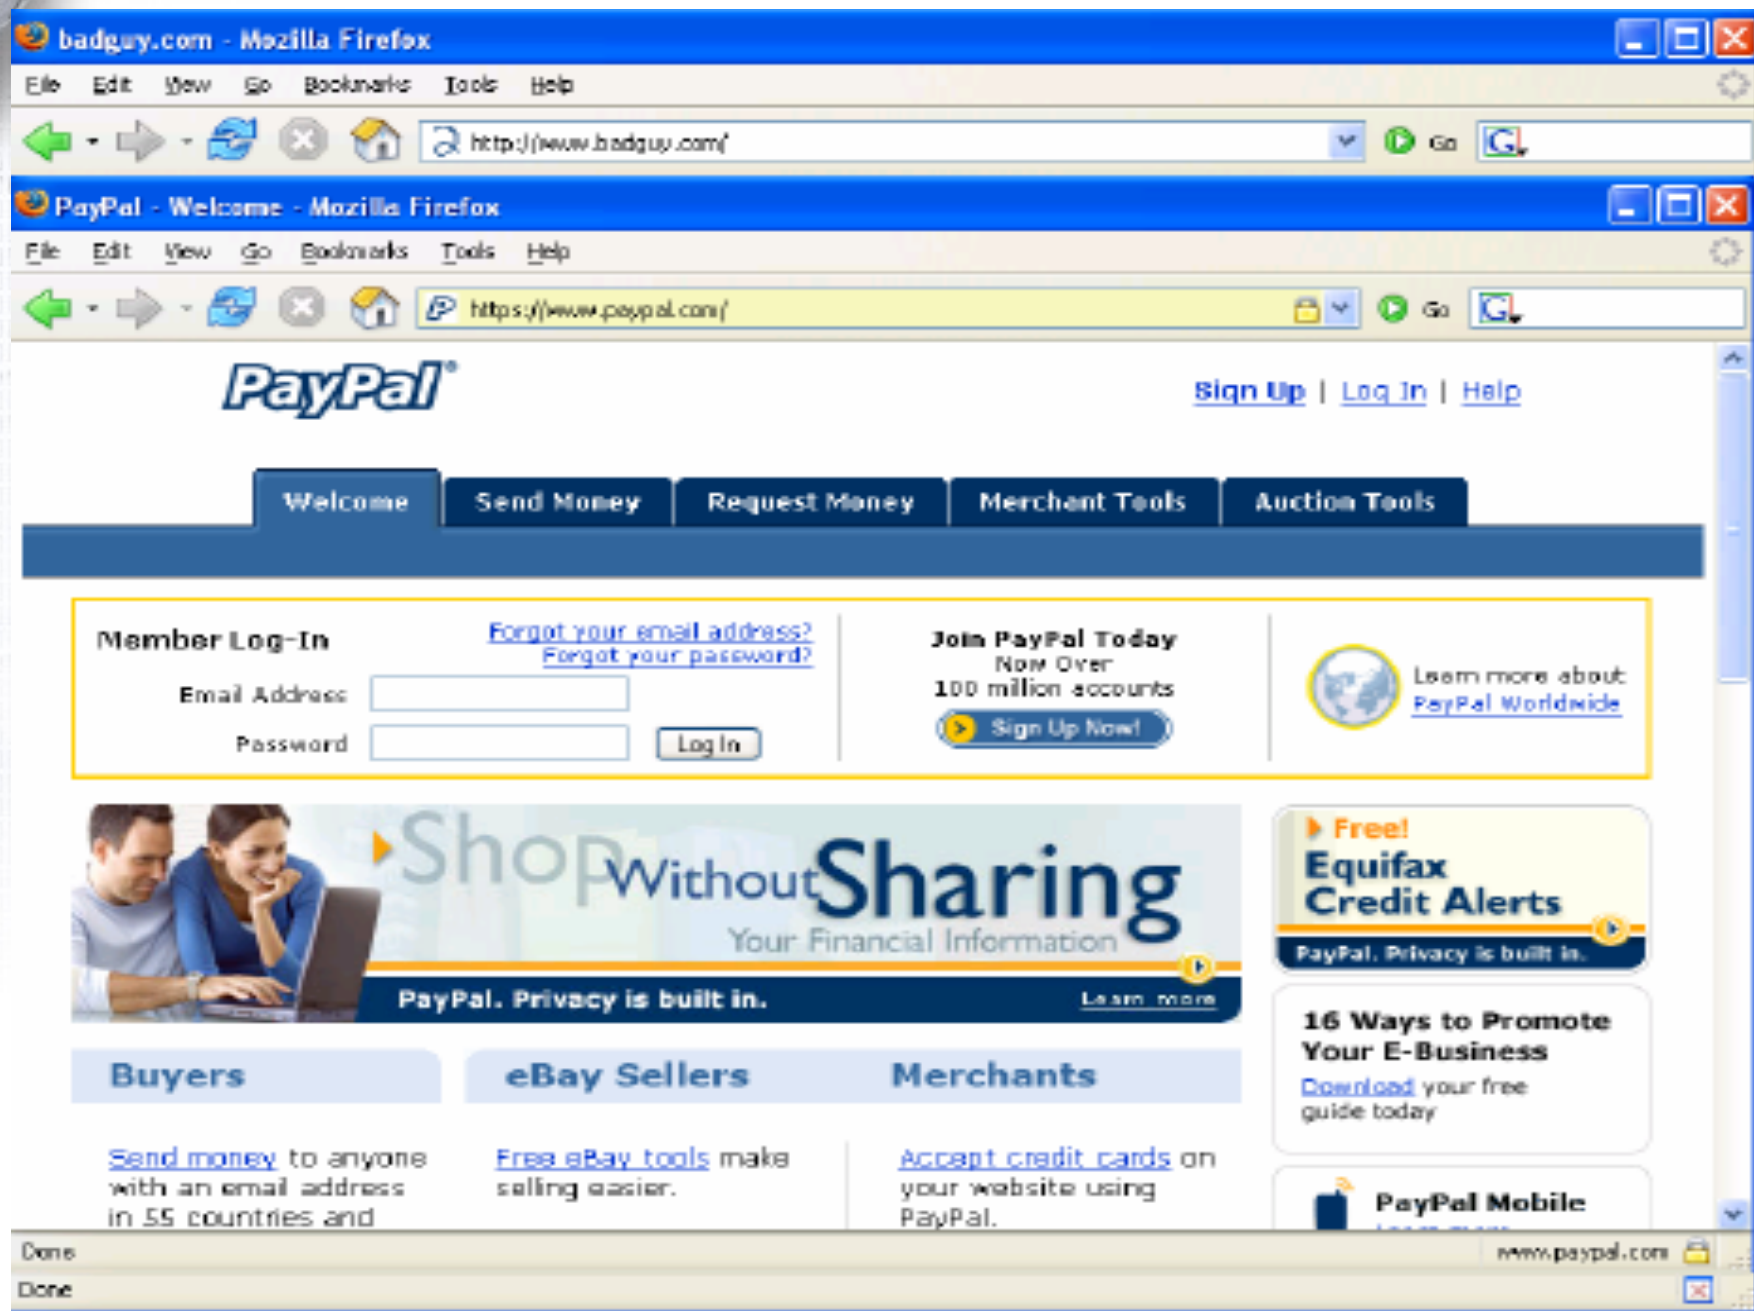 badguy.com - Mozilla Firefox
File Edit View Go Bookmarks Tools Help
http://www.badguy.com/ Go
PayPal - Welcome - Mozilla Firefox
File Edit View Go Bookmarks Tools Help
https://www.paypal.com/ Go
PayPal®
Sign Up | Log In | Help
Welcome Send Money Request Money Merchant Tools Auction Tools
Member Log-In
Forgot your email address?
Forgot your password?
Email Address
Password Log In
Join PayPal Today
Now Over
100 million accounts
Sign Up Now!
Learn more about
PayPal Worldwide
Shop Without Sharing
Your Financial Information
PayPal. Privacy is built in. Learn more
Free!
Equifax
Credit Alerts
PayPal. Privacy is built in.
16 Ways to Promote
Your E-Business
Download your free
guide today
PayPal Mobile
Learn more
Buyers
Send money to anyone
with an email address
in 55 countries and
eBay Sellers
Free eBay tools make
selling easier.
Merchants
Accept credit cards on
your website using
PayPal.
Done www.paypal.com
Done